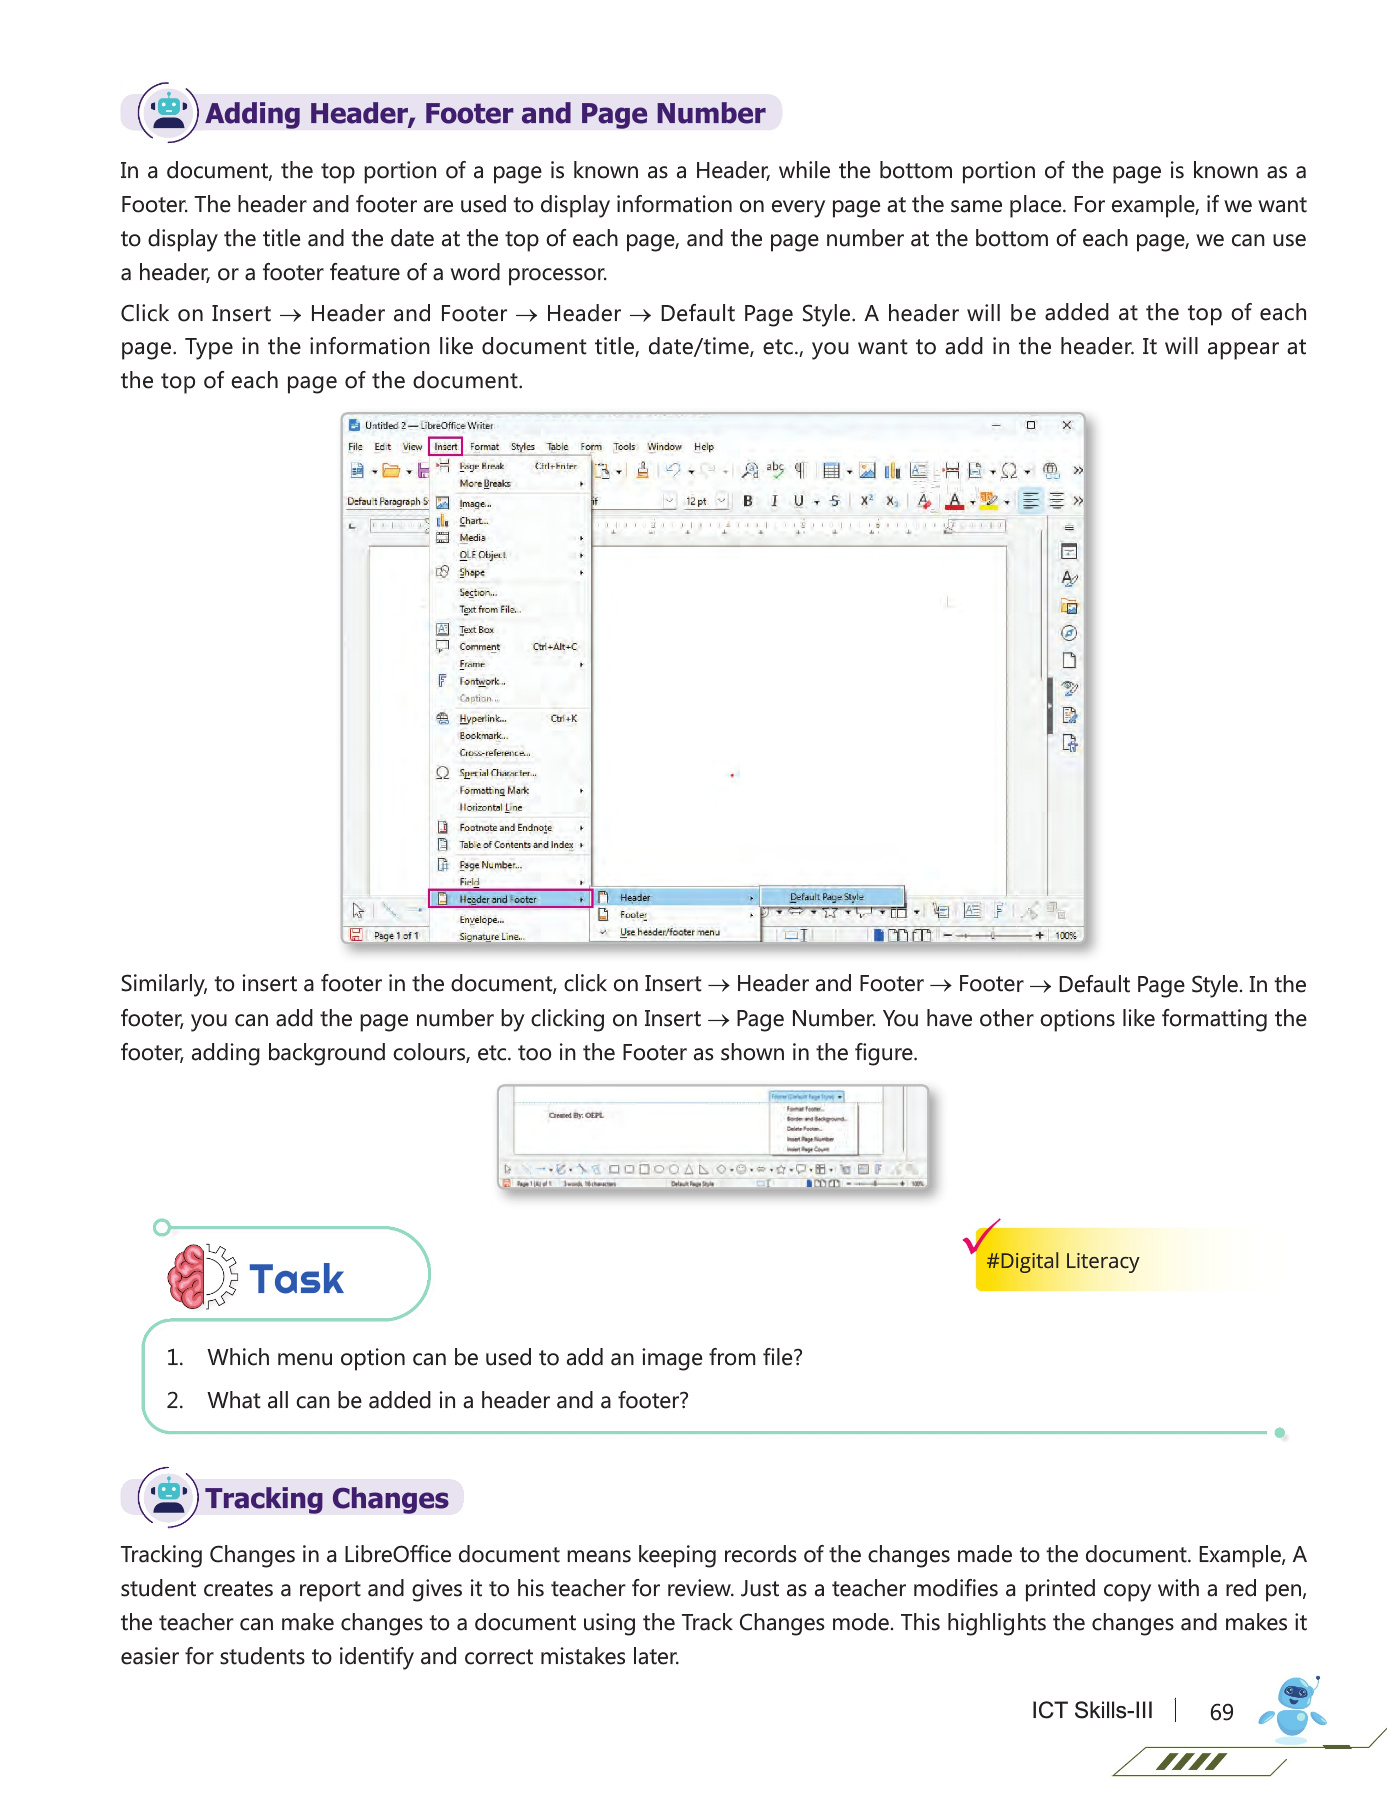 Adding Header, Footer and Page Number
In a document, the top portion of a page is known as a Header, while the bottom portion of the page is known as a
Footer. The header and footer are used to display information on every page at the same place. For example, if we want
to display the title and the date at the top of each page, and the page number at the bottom of each page, we can use
a header, or a footer feature of a word processor.
Click on Insert → Header and Footer → Header → Default Page Style. A header will be added at the top of each
page. Type in the information like document title, date/time, etc., you want to add in the header. It will appear at
the top of each page of the document.
Untitled 2 — LibreOffice Writer
File Edit View Insert Format Styles Table Form Tools Window Help
Page Break Ctrl+Enter
More Breaks
Default Paragraph S 12 pt B I U S X² X₂ A A
Image...
Chart...
Media
OLE Object
Shape
Section...
Text from File...
Text Box
Comment Ctrl+Alt+C
Frame
Fontwork...
Caption...
Hyperlink... Ctrl+K
Bookmark...
Cross-reference...
Special Character...
Formatting Mark
Horizontal Line
Footnote and Endnote
Table of Contents and Index
Page Number...
Field
Header and Footer Header Default Page Style
Footer
Envelope...
Use header/footer menu
Page 1 of 1 Signature Line... 100%
Similarly, to insert a footer in the document, click on Insert → Header and Footer → Footer → Default Page Style. In the
footer, you can add the page number by clicking on Insert → Page Number. You have other options like formatting the
footer, adding background colours, etc. too in the Footer as shown in the figure.
Footer (Default Page Style)
Created By: OEPL
Format Footer...
Border and Background...
Delete Footer...
Insert Page Number
Insert Page Count
Page 1 (A) of 1 3 words, 16 characters Default Page Style 100%
Task
#Digital Literacy
1. Which menu option can be used to add an image from file?
2. What all can be added in a header and a footer?
Tracking Changes
Tracking Changes in a LibreOffice document means keeping records of the changes made to the document. Example, A
student creates a report and gives it to his teacher for review. Just as a teacher modifies a printed copy with a red pen,
the teacher can make changes to a document using the Track Changes mode. This highlights the changes and makes it
easier for students to identify and correct mistakes later.
ICT Skills-III 69